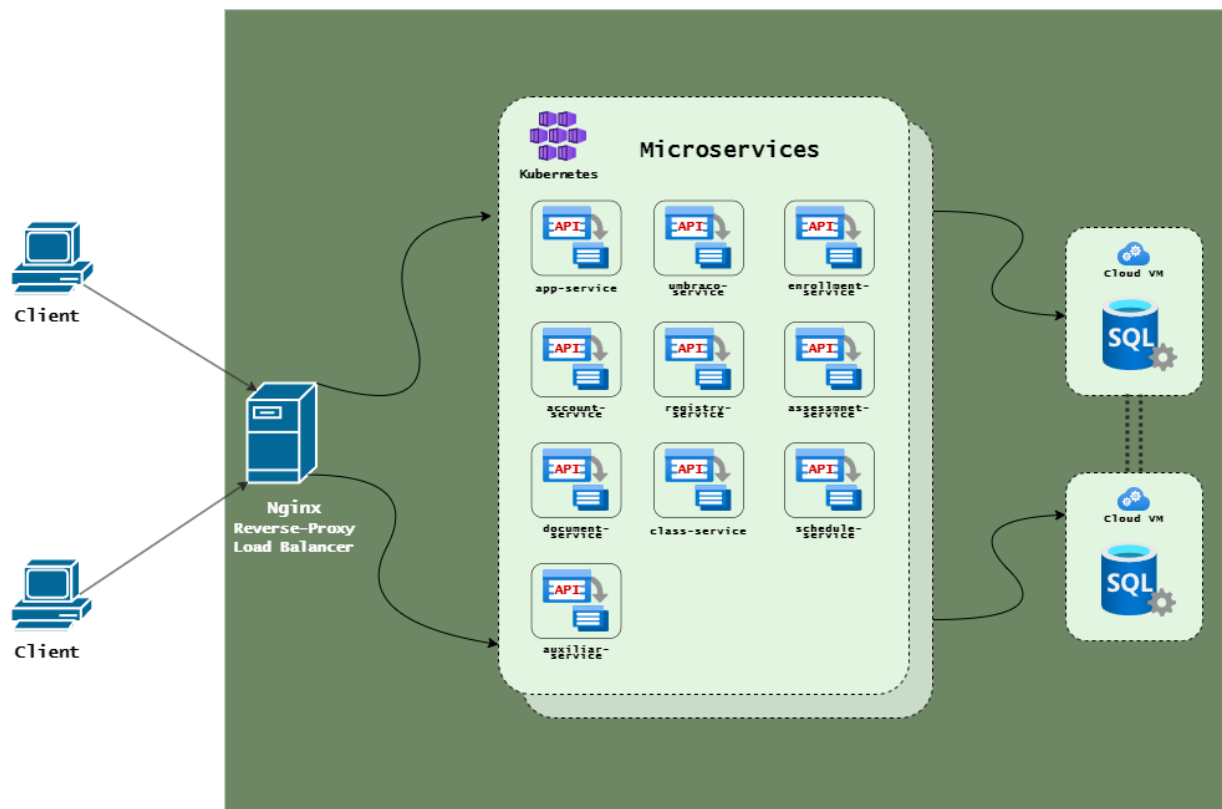 Microservices
Kubernetes
API
API
API
app-service
umbraco-
service
enrollment-
service
Client
API
API
API
account-
service
registry-
service
assessmnet-
service
API
API
API
document-
service
class-service
schedule-
service
API
auxiliar-
service
Nginx
Reverse-Proxy
Load Balancer
Client
Cloud VM
SQL
Cloud VM
SQL